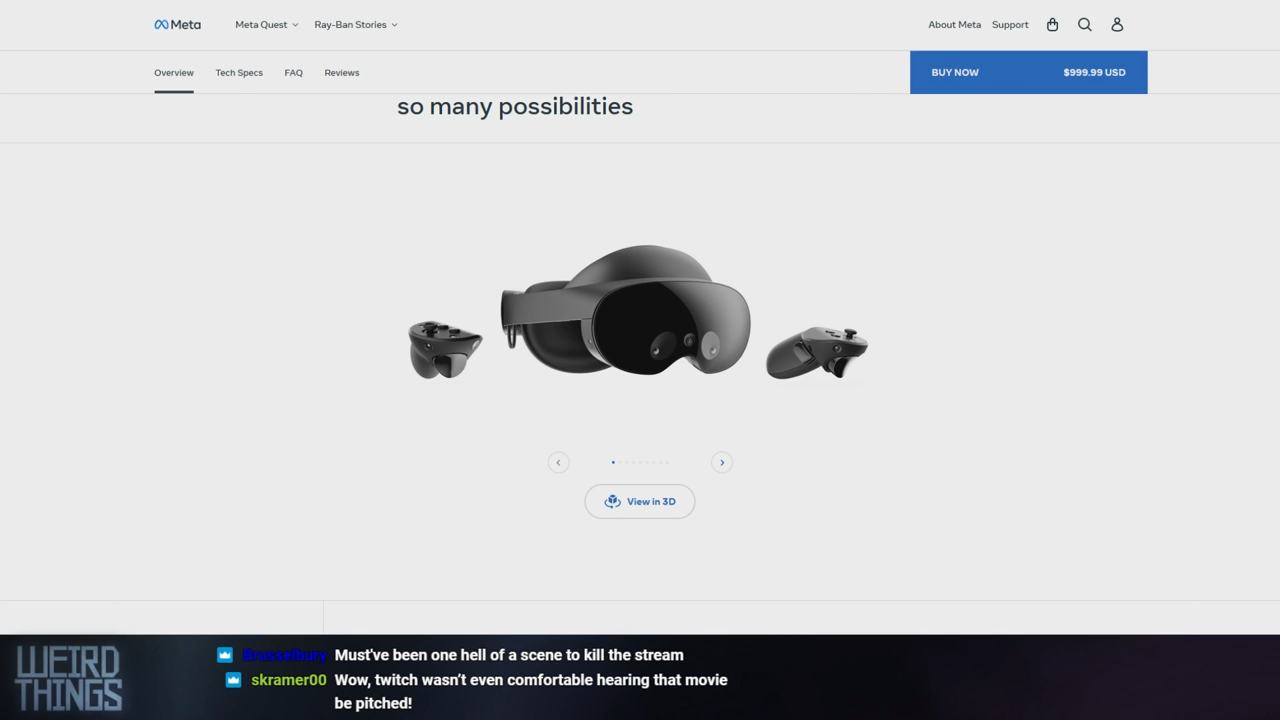 Meta
Meta Quest
Ray-Ban Stories
About Meta
Support
Overview
Tech Specs
FAQ
Reviews
BUY NOW
$999.99 USD
so many possibilities
View in 3D
WEIRD
THINGS
Brusselbury Must've been one hell of a scene to kill the stream
skramer00 Wow, twitch wasn't even comfortable hearing that movie
be pitched!